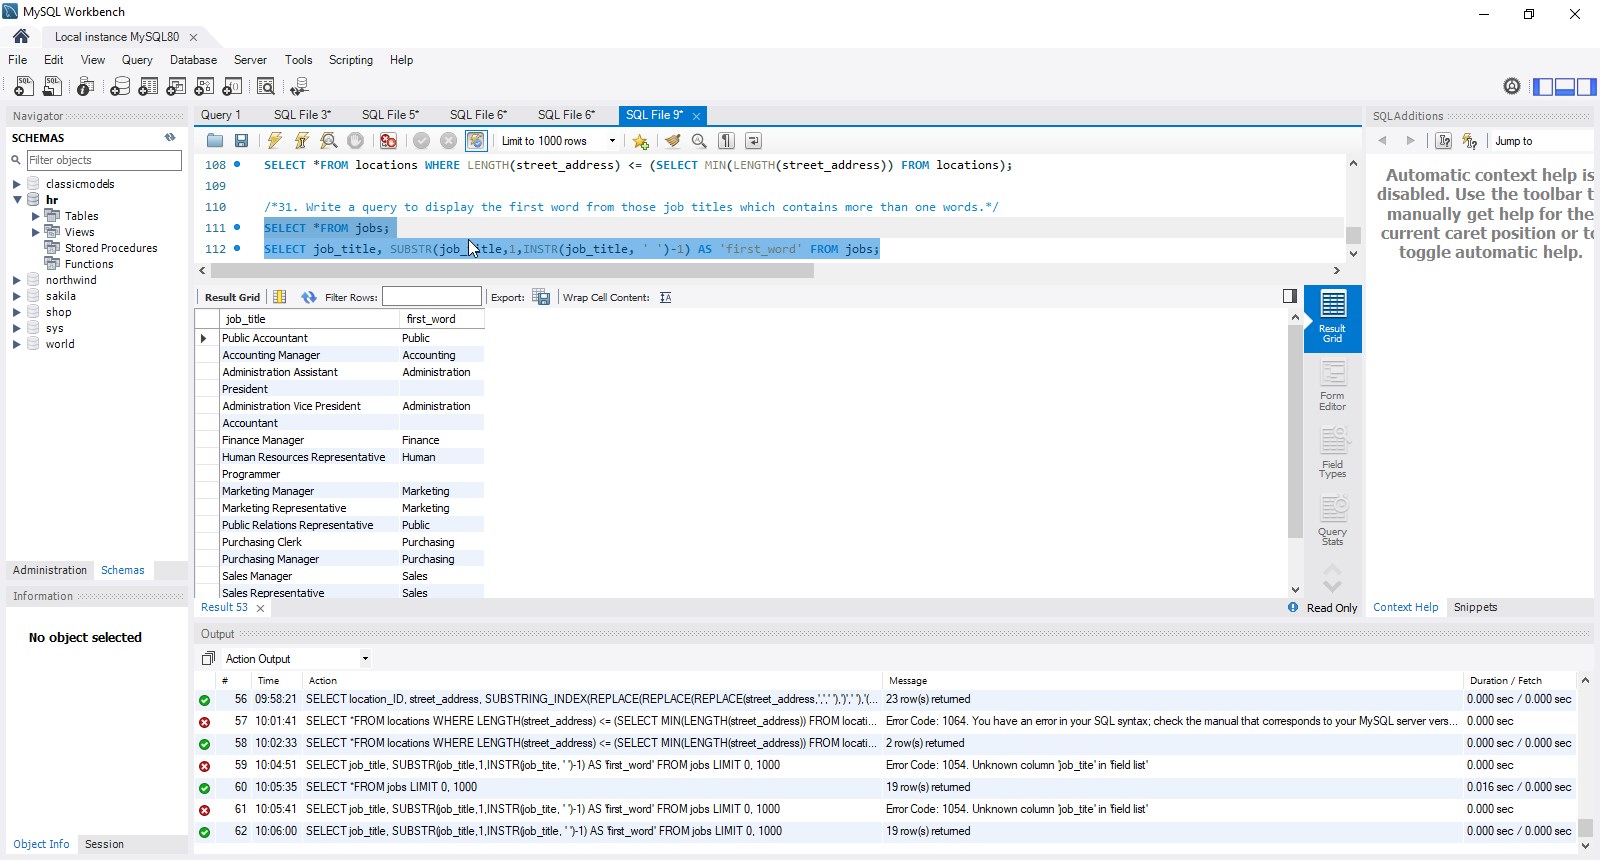 MySQL Workbench
Local instance MySQL80
File Edit View Query Database Server Tools Scripting Help
Navigator
SCHEMAS
Filter objects
classicmodels
hr
Tables
Views
Stored Procedures
Functions
northwind
sakila
shop
sys
world
Administration Schemas
Information
No object selected
Object Info Session
Query 1 SQL File 3* SQL File 5* SQL File 6* SQL File 6* SQL File 9*
Limit to 1000 rows
108 SELECT *FROM locations WHERE LENGTH(street_address) <= (SELECT MIN(LENGTH(street_address)) FROM locations);
109
110 /*31. Write a query to display the first word from those job titles which contains more than one words.*/
111 SELECT *FROM jobs;
112 SELECT job_title, SUBSTR(job_title,1,INSTR(job_title, ' ')-1) AS 'first_word' FROM jobs;
Result Grid Filter Rows: Export: Wrap Cell Content:
job_title first_word
Public Accountant Public
Accounting Manager Accounting
Administration Assistant Administration
President
Administration Vice President Administration
Accountant
Finance Manager Finance
Human Resources Representative Human
Programmer
Marketing Manager Marketing
Marketing Representative Marketing
Public Relations Representative Public
Purchasing Clerk Purchasing
Purchasing Manager Purchasing
Sales Manager Sales
Sales Representative Sales
Result Grid
Form Editor
Field Types
Query Stats
Result 53
Read Only
SQLAdditions
Jump to
Automatic context help is
disabled. Use the toolbar t
manually get help for the
current caret position or to
toggle automatic help.
Context Help Snippets
Output
Action Output
# Time Action Message Duration / Fetch
56 09:58:21 SELECT location_ID, street_address, SUBSTRING_INDEX(REPLACE(REPLACE(REPLACE(street_address,',',' '),')',' '),'(... 23 row(s) returned 0.000 sec / 0.000 sec
57 10:01:41 SELECT *FROM locations WHERE LENGTH(street_address) <= (SELECT MIN(LENGTH(street_address)) FROM locati... Error Code: 1064. You have an error in your SQL syntax; check the manual that corresponds to your MySQL server vers... 0.000 sec
58 10:02:33 SELECT *FROM locations WHERE LENGTH(street_address) <= (SELECT MIN(LENGTH(street_address)) FROM locati... 2 row(s) returned 0.000 sec / 0.000 sec
59 10:04:51 SELECT job_title, SUBSTR(job_title,1,INSTR(job_tite, ' ')-1) AS 'first_word' FROM jobs LIMIT 0, 1000 Error Code: 1054. Unknown column 'job_tite' in 'field list' 0.000 sec
60 10:05:35 SELECT *FROM jobs LIMIT 0, 1000 19 row(s) returned 0.016 sec / 0.000 sec
61 10:05:41 SELECT job_title, SUBSTR(job_title,1,INSTR(job_tite, ' ')-1) AS 'first_word' FROM jobs LIMIT 0, 1000 Error Code: 1054. Unknown column 'job_tite' in 'field list' 0.000 sec
62 10:06:00 SELECT job_title, SUBSTR(job_title,1,INSTR(job_title, ' ')-1) AS 'first_word' FROM jobs LIMIT 0, 1000 19 row(s) returned 0.000 sec / 0.000 sec